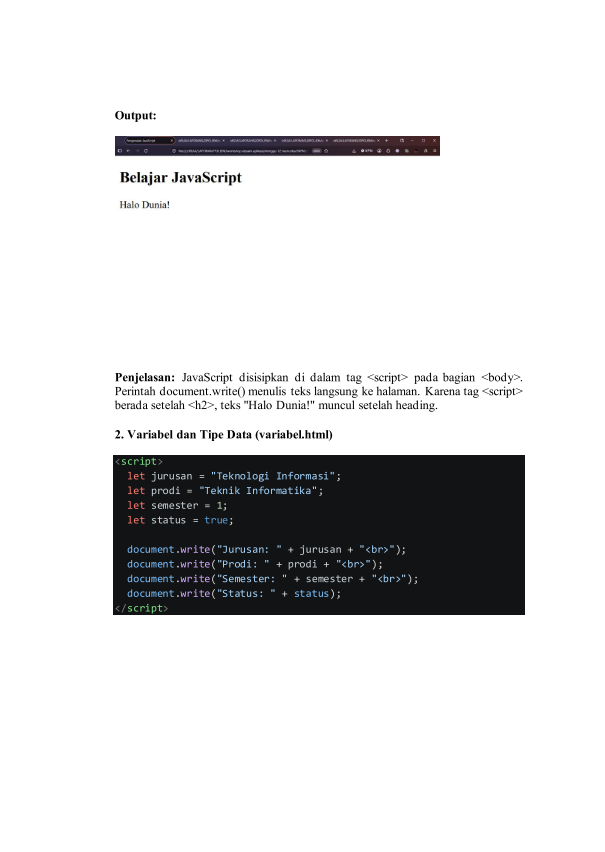 Output:
Belajar JavaScript
Halo Dunia!
Penjelasan: JavaScript disisipkan di dalam tag <script> pada bagian <body>.
Perintah document.write() menulis teks langsung ke halaman. Karena tag <script>
berada setelah <h2>, teks "Halo Dunia!" muncul setelah heading.
2. Variabel dan Tipe Data (variabel.html)
<script>
let jurusan = "Teknologi Informasi";
let prodi = "Teknik Informatika";
let semester = 1;
let status = true;
document.write("Jurusan: " + jurusan + "<br>");
document.write("Prodi: " + prodi + "<br>");
document.write("Semester: " + semester + "<br>");
document.write("Status: " + status);
</script>